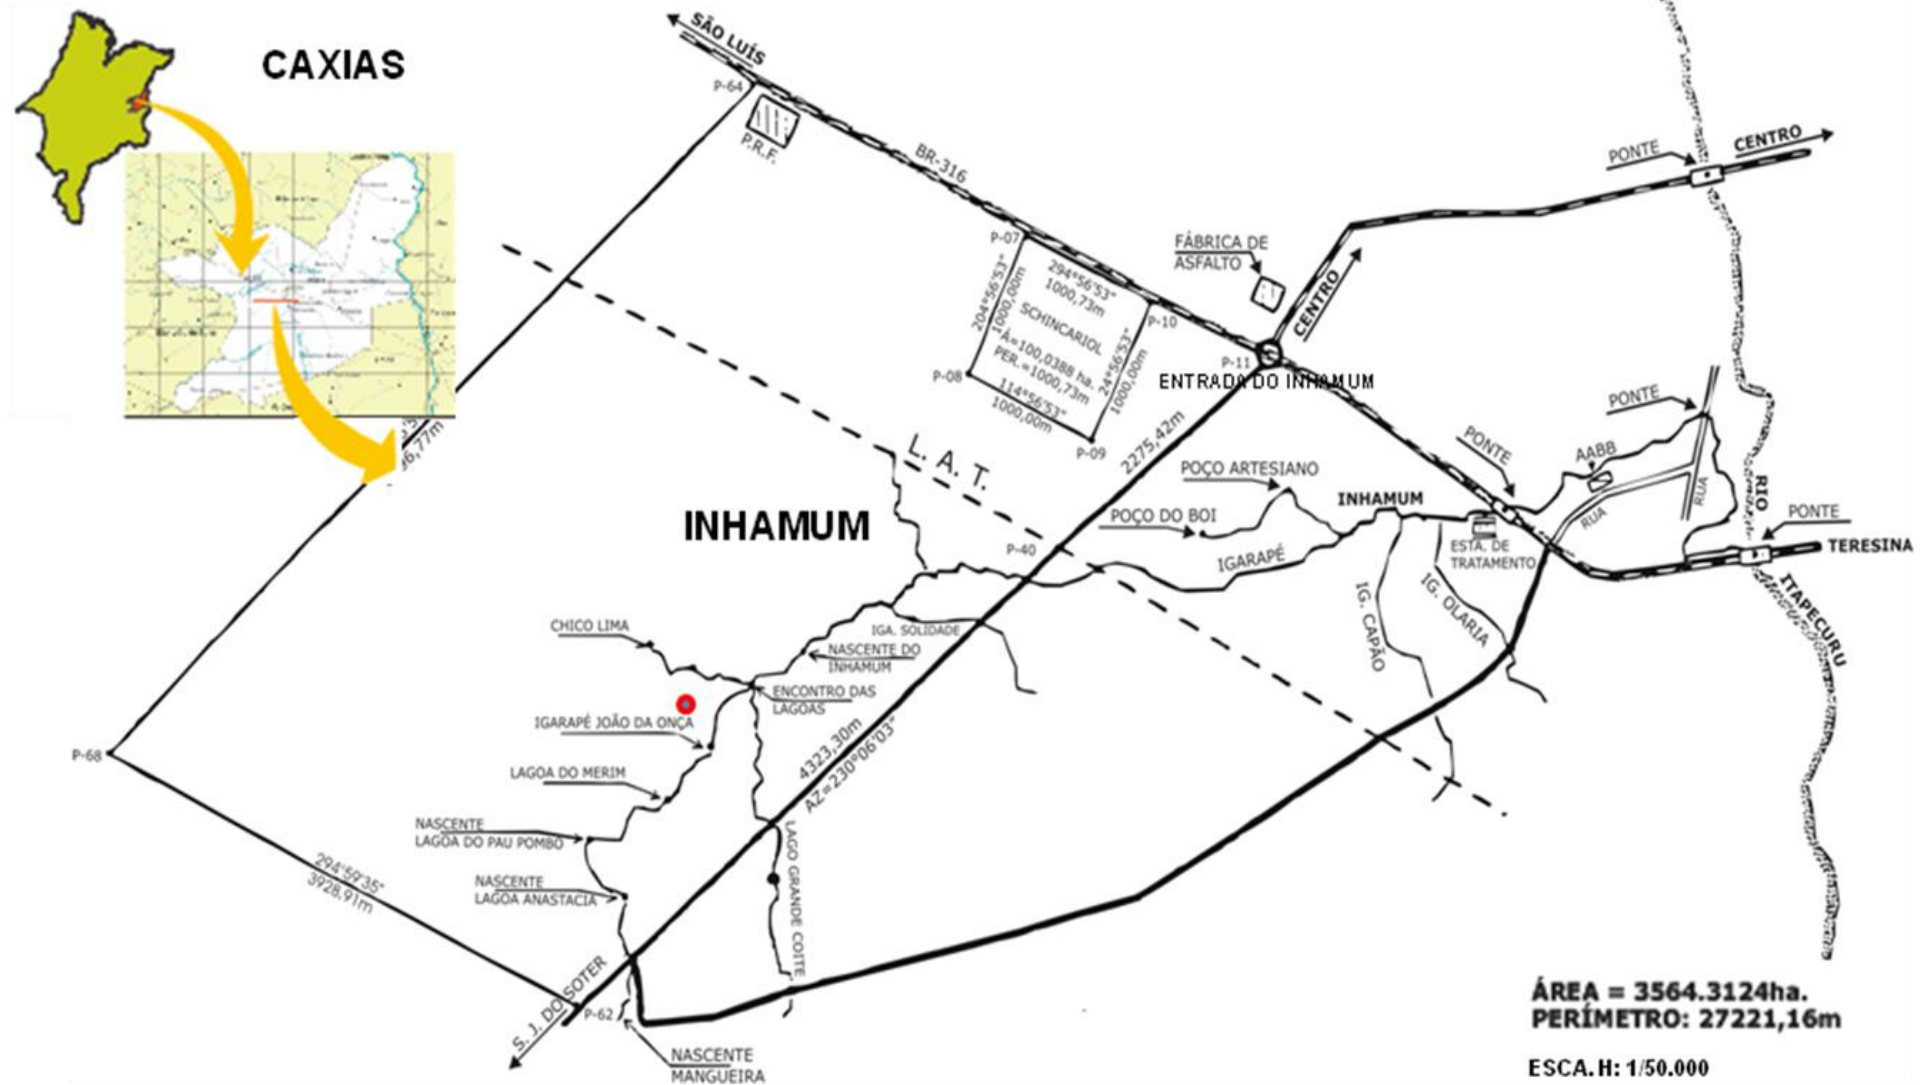 CAXIAS
SÃO LUÍS
P-64
P.R.F.
BR-316
PONTE
CENTRO
P-07
FÁBRICA DE
ASFALTO
CENTRO
294°56'53"
1000,73m
204°56'53"
1000,00m
SCHINCARIOL
Á=100,0388 ha.
PER.=1000,73m
24°56'53"
1000,00m
P-10
P-08
114°56'53"
1000,00m
P-09
P-11
ENTRADA DO INHAMUM
2275,42m
6,77m
L. A. T.
PONTE
PONTE
AABB
RUA
RUA
RIO
ITAPECURU
PONTE
TERESINA
POÇO ARTESIANO
POÇO DO BOI
INHAMUM
INHAMUM
IGARAPÉ
ESTA. DE
TRATAMENTO
IG. CAPÃO
IG. OLARIA
P-40
CHICO LIMA
IGA. SOLIDADE
NASCENTE DO
INHAMUM
ENCONTRO DAS
LAGOAS
IGARAPÉ JOÃO DA ONÇA
P-68
LAGOA DO MERIM
4323,30m
AZ=230°06'03"
NASCENTE
LAGOA DO PAU POMBO
LAGO GRANDE COITE
294°59'35"
3928.91m
NASCENTE
LAGOA ANASTACIA
S. J. DO SOTER
P-62
NASCENTE
MANGUEIRA
ÁREA = 3564.3124ha.
PERÍMETRO: 27221,16m
ESCA. H: 1/50.000